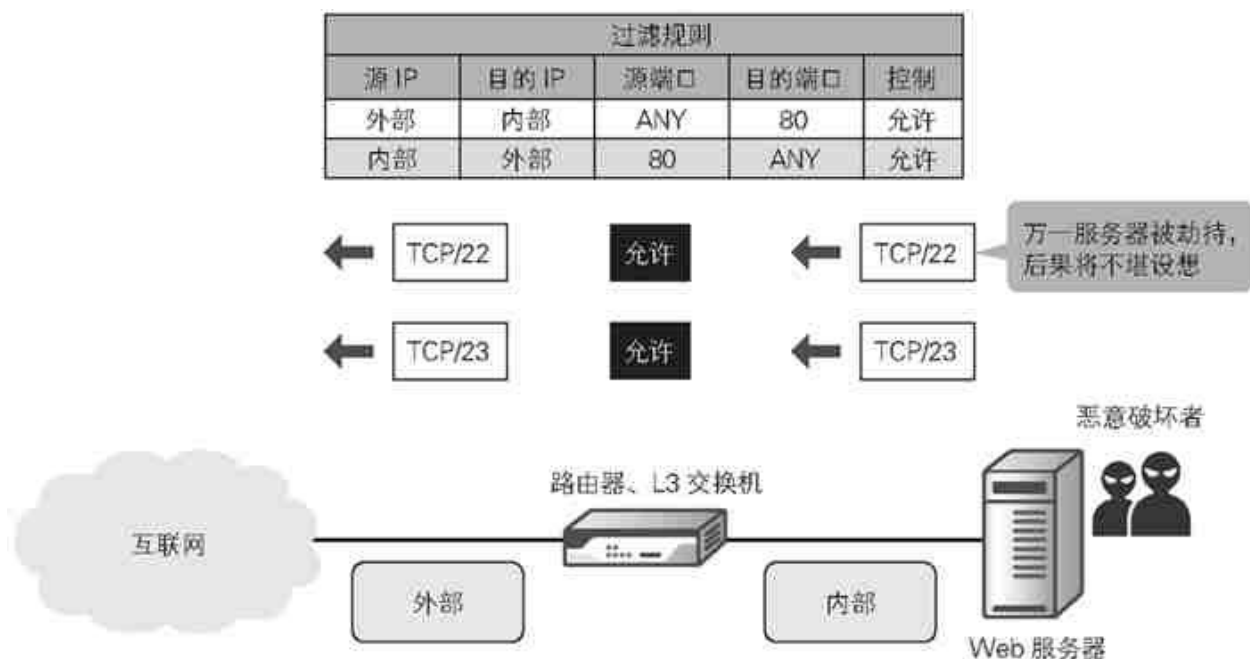 过滤规则
源 IP 目的 IP 源端口 目的端口 控制
外部 内部 ANY 80 允许
内部 外部 80 ANY 允许
TCP/22 允许 TCP/22
万一服务器被劫待，
后果将不堪设想
TCP/23 允许 TCP/23
恶意破坏者
路由器、L3 交换机
互联网
外部
内部
Web 服务器